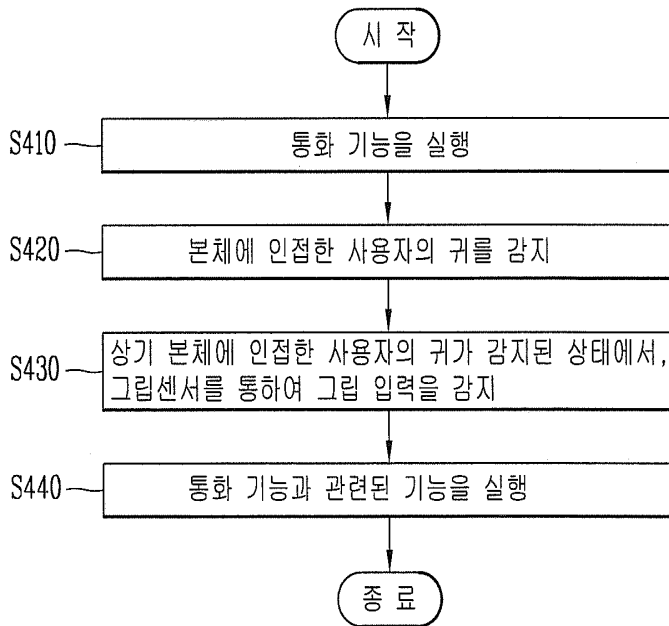 시 작
S410
통화 기능을 실행
S420
본체에 인접한 사용자의 귀를 감지
S430
상기 본체에 인접한 사용자의 귀가 감지된 상태에서,
그립센서를 통하여 그립 입력을 감지
S440
통화 기능과 관련된 기능을 실행
종 료